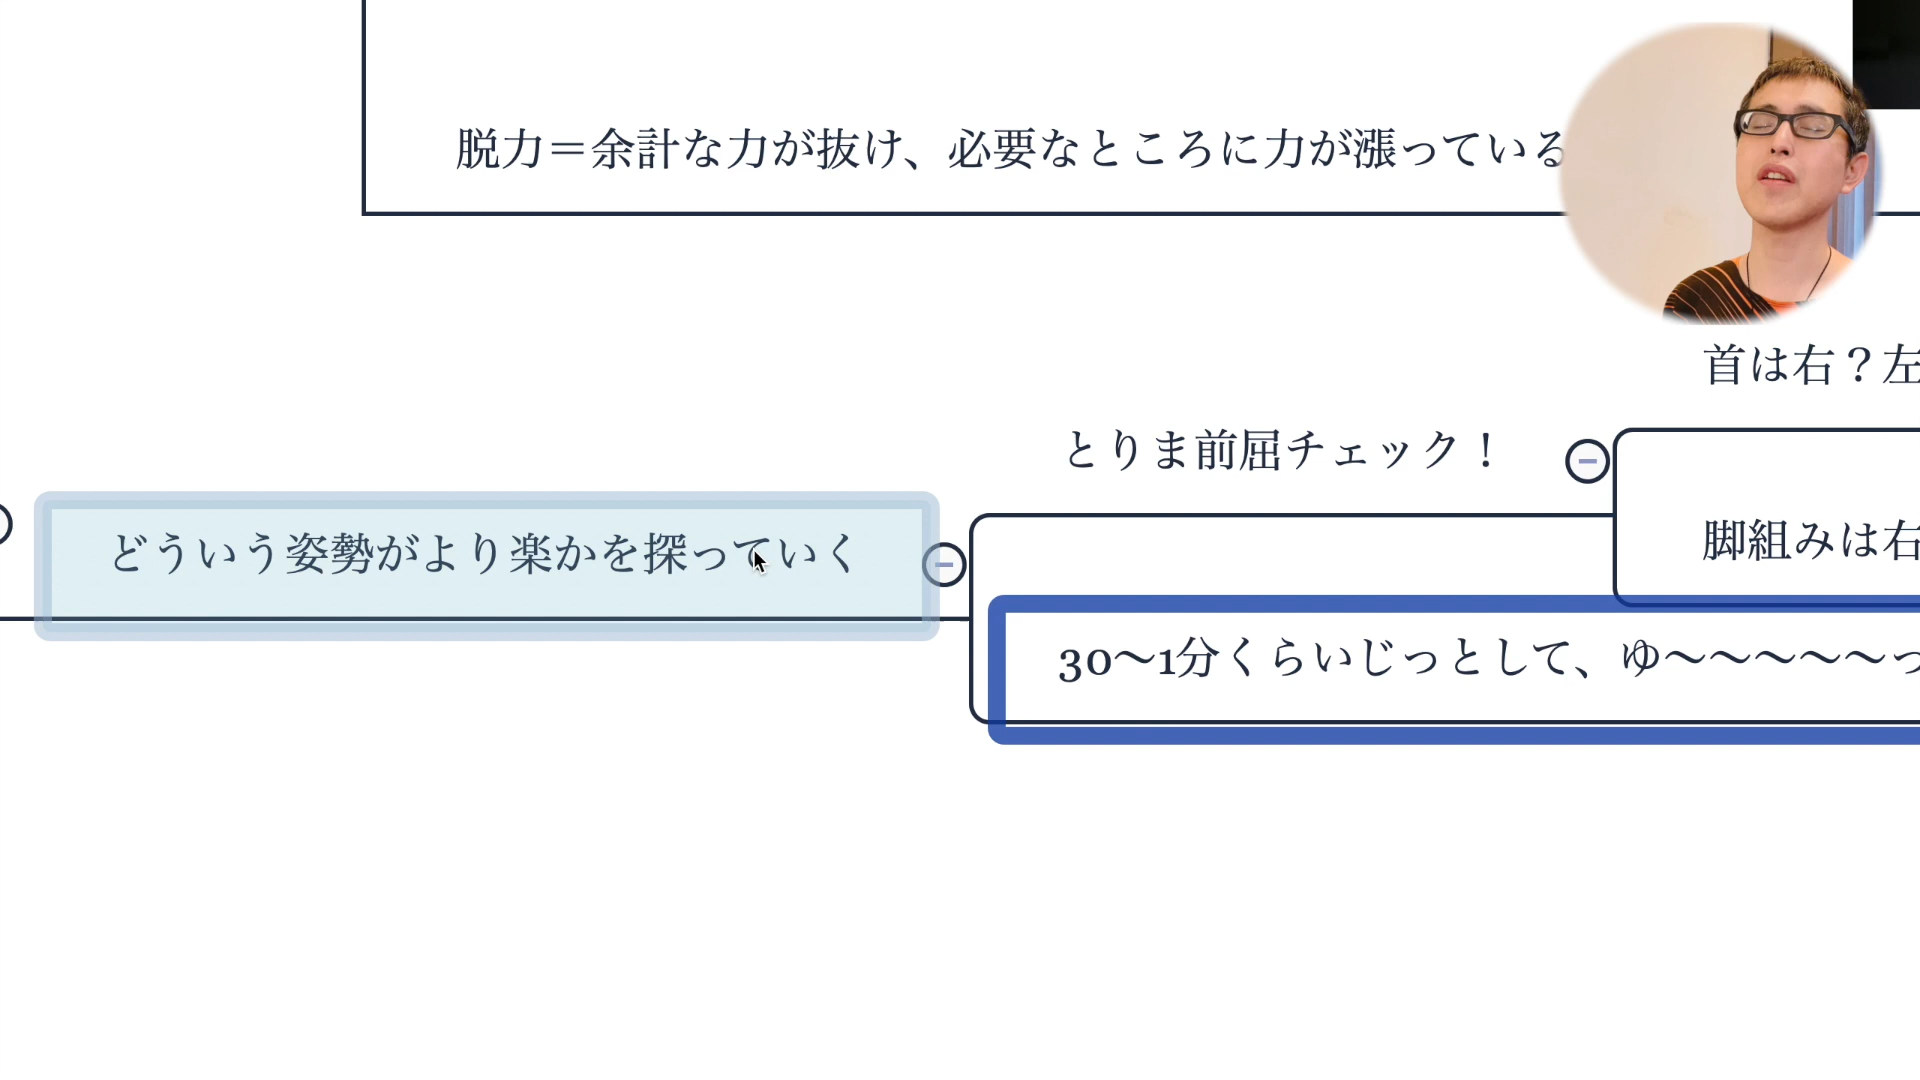 脱力＝余計な力が抜け、必要なところに力が漲っている
首は右？左
とりま前屈チェック！
どういう姿勢がより楽かを探っていく
脚組みは右
30〜1分くらいじっとして、ゆ〜〜〜〜〜っ